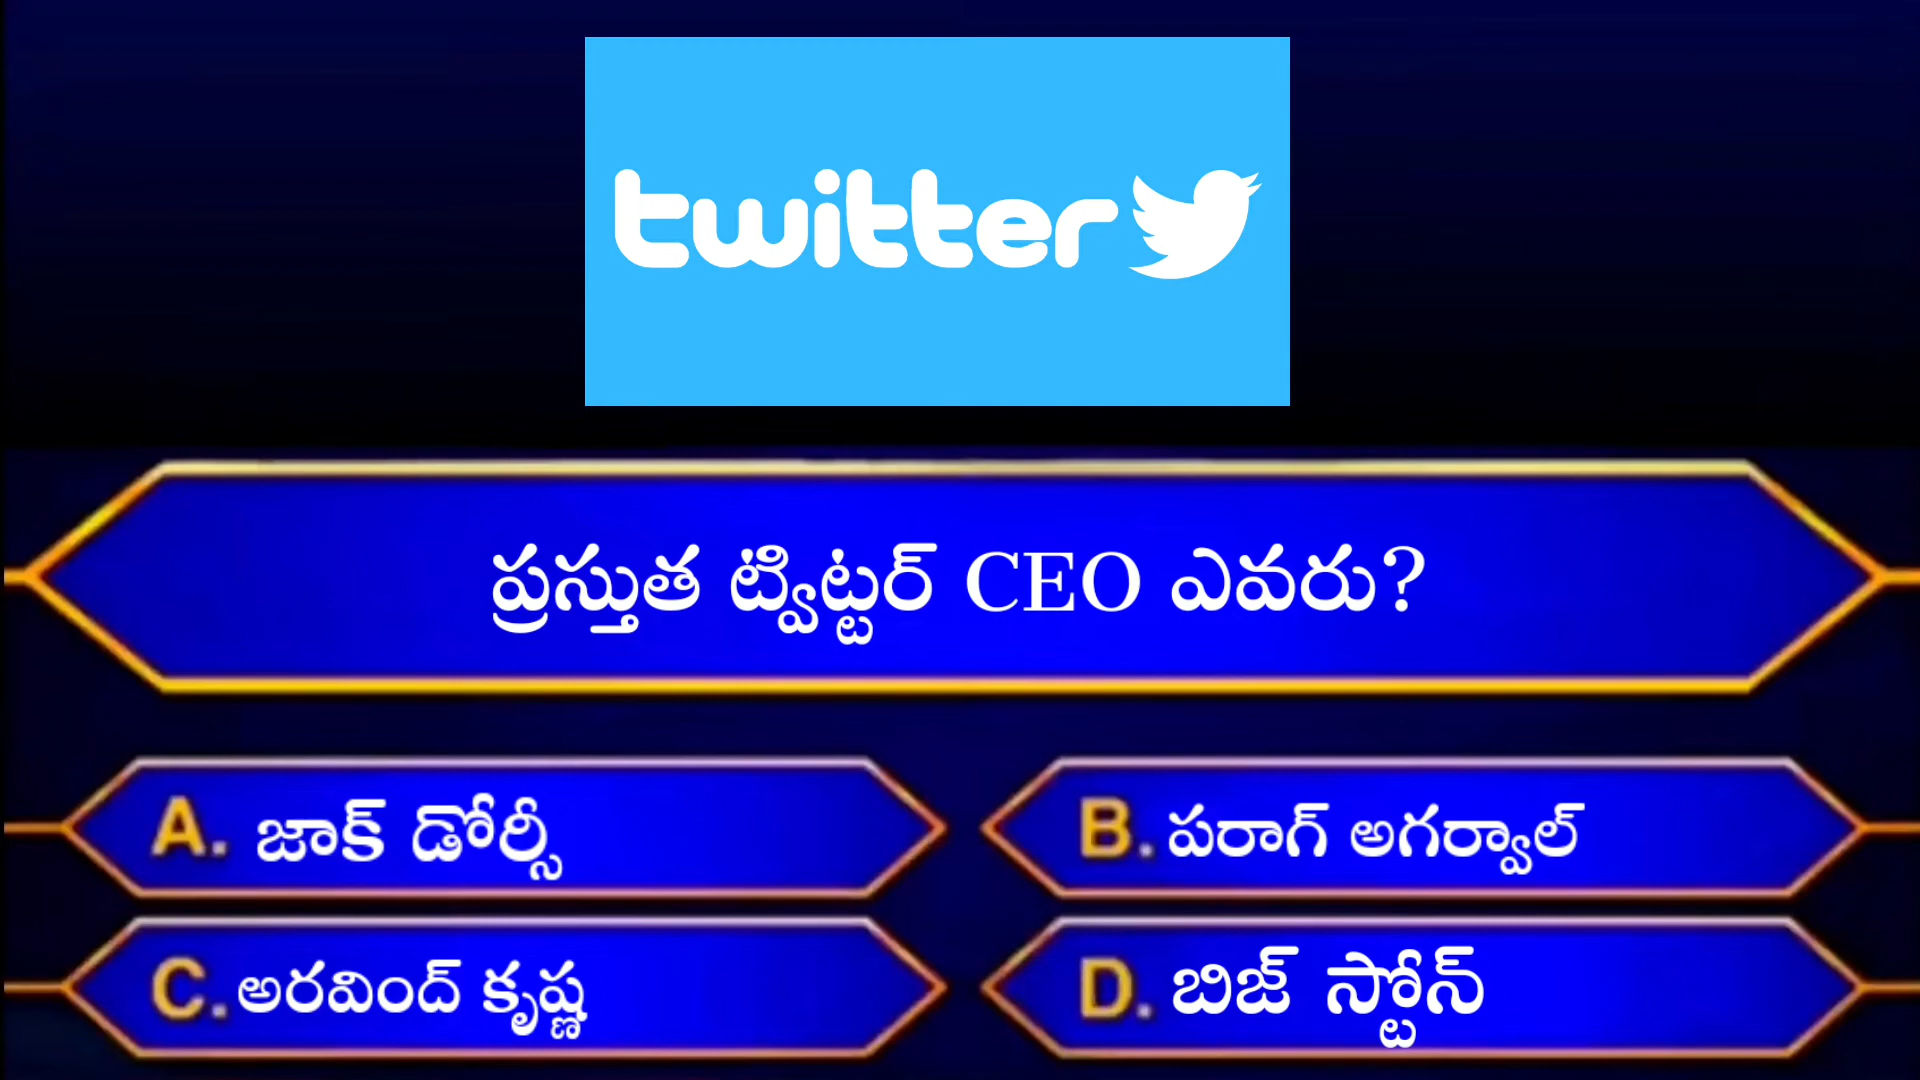 twitter
ప్రస్తుత ట్విట్టర్ CEO ఎవరు?
A. జాక్ డోర్సీ
B. పరాగ్ అగర్వాల్
C. అరవింద్ కృష్ణ
D. బిజ్ స్టోన్